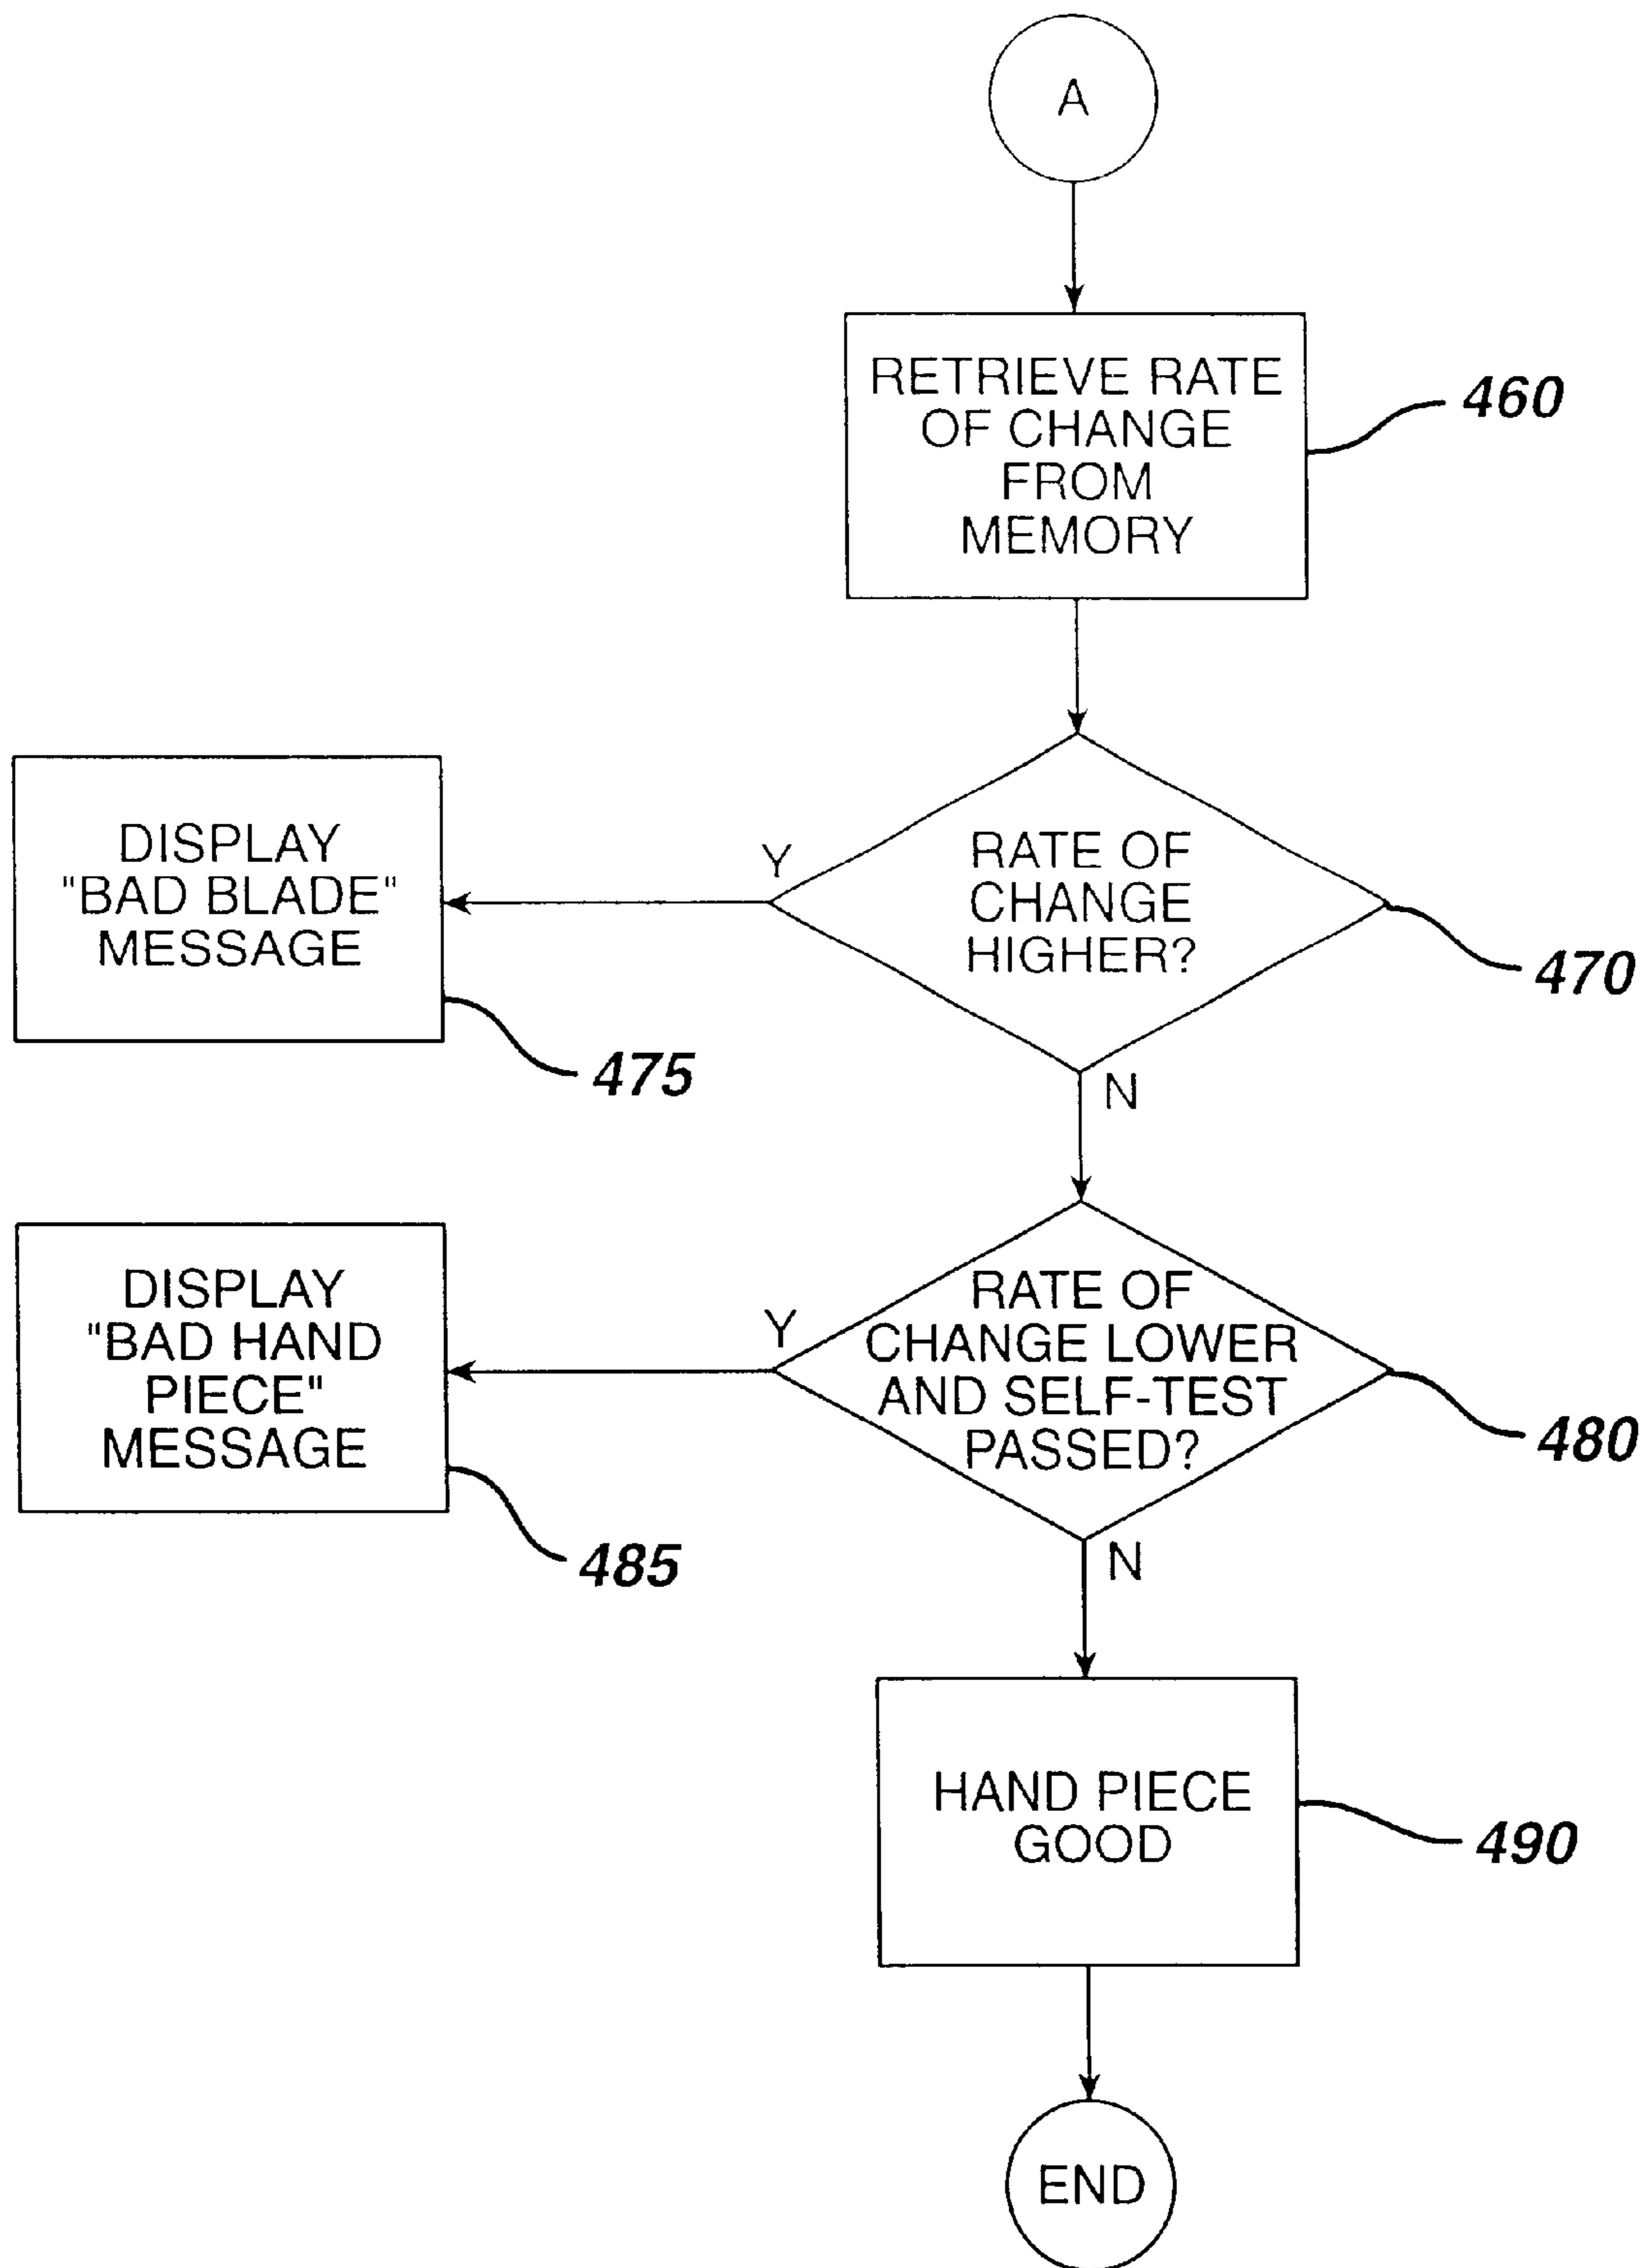 A
RETRIEVE RATE
OF CHANGE
FROM
MEMORY
460
RATE OF
CHANGE
HIGHER?
470
Y
DISPLAY
"BAD BLADE"
MESSAGE
475
N
RATE OF
CHANGE LOWER
AND SELF-TEST
PASSED?
480
Y
DISPLAY
"BAD HAND
PIECE"
MESSAGE
485
N
HAND PIECE
GOOD
490
END